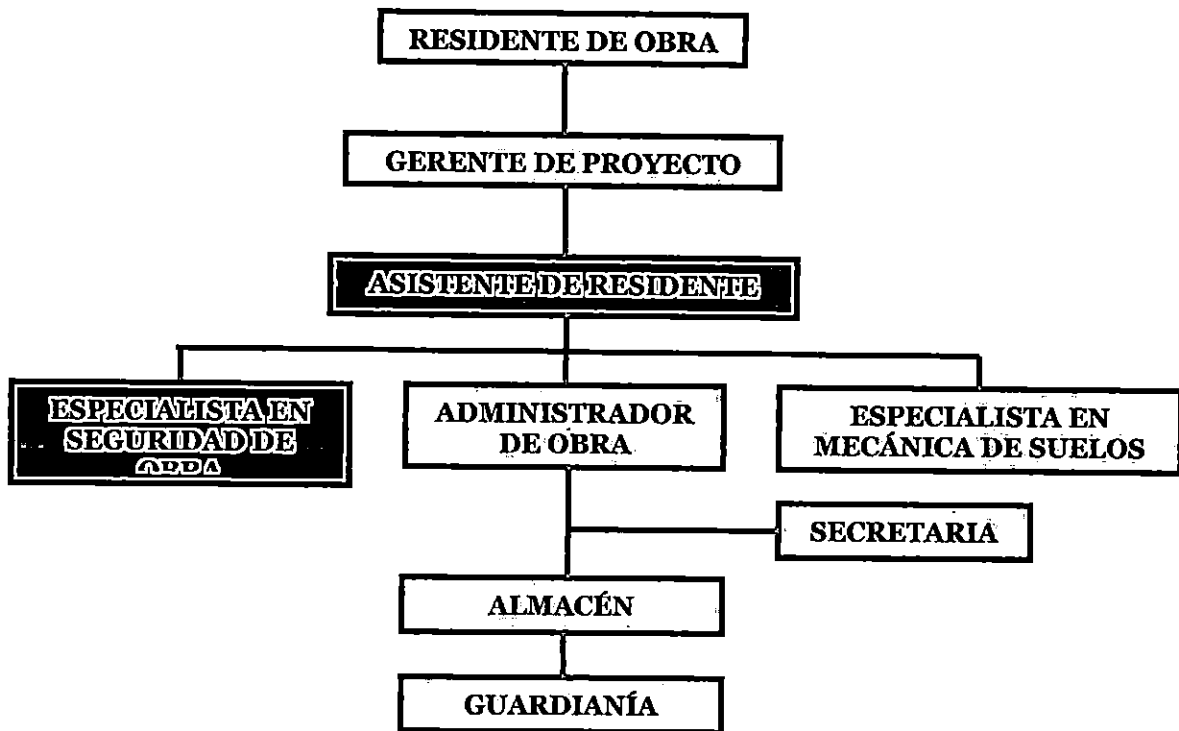 RESIDENTE DE OBRA
GERENTE DE PROYECTO
ASISTENTE DE RESIDENTE
ESPECIALISTA EN
SEGURIDAD DE
ADMINISTRADOR
DE OBRA
ESPECIALISTA EN
MECÁNICA DE SUELOS
SECRETARIA
ALMACÉN
GUARDIANÍA